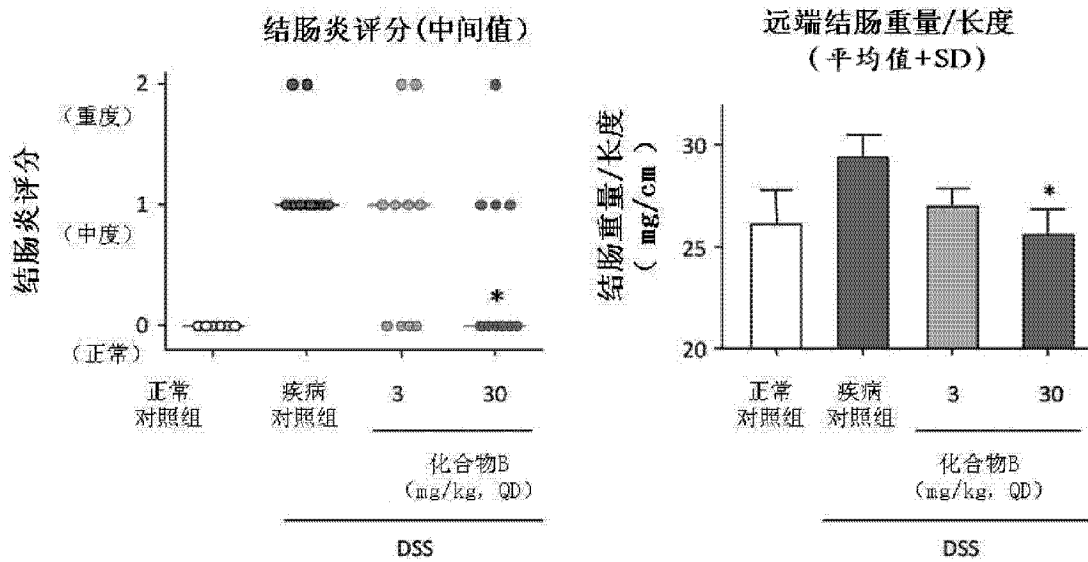 结肠炎评分(中间值)
结肠炎评分
2
(重度)
1
(中度)
0
(正常)
*
正常
对照组
疾病
对照组
3
30
化合物B
(mg/kg, QD)
DSS
远端结肠重量/长度
(平均值+SD)
结肠重量/长度
( mg/cm )
30
25
20
*
正常
对照组
疾病
对照组
3
30
化合物B
(mg/kg, QD)
DSS